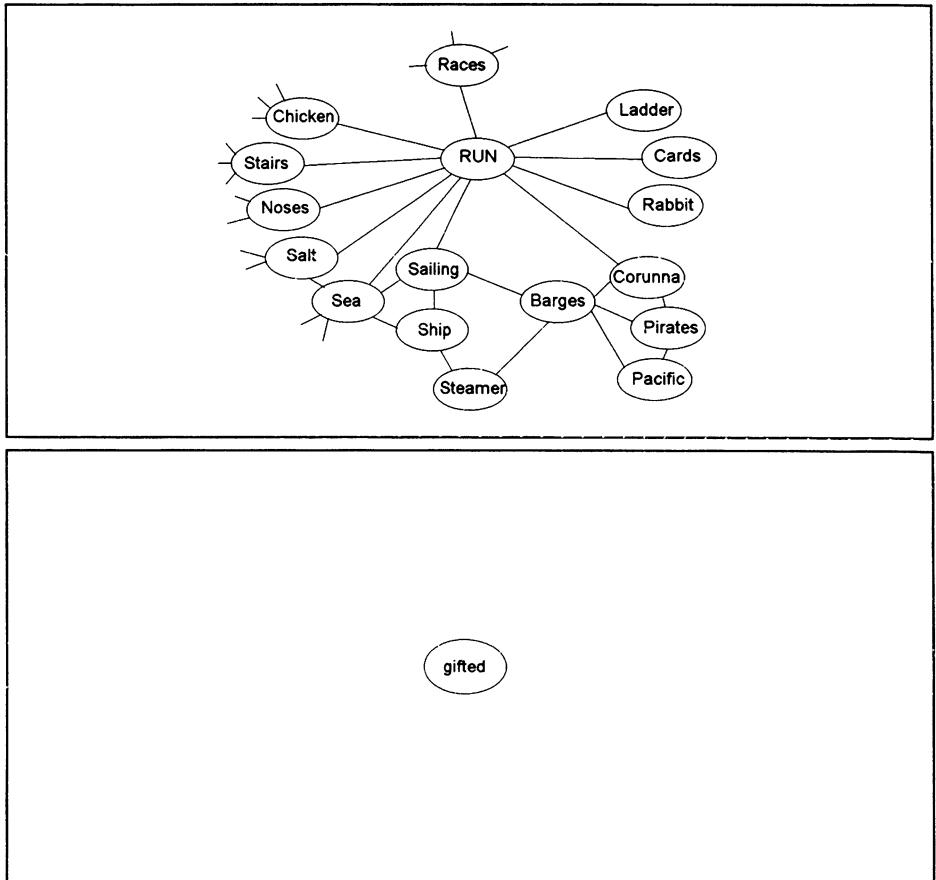 Races
Chicken
Ladder
Stairs
RUN
Cards
Noses
Rabbit
Salt
Sailing
Corunna
Sea
Barges
Ship
Pirates
Steamer
Pacific
gifted